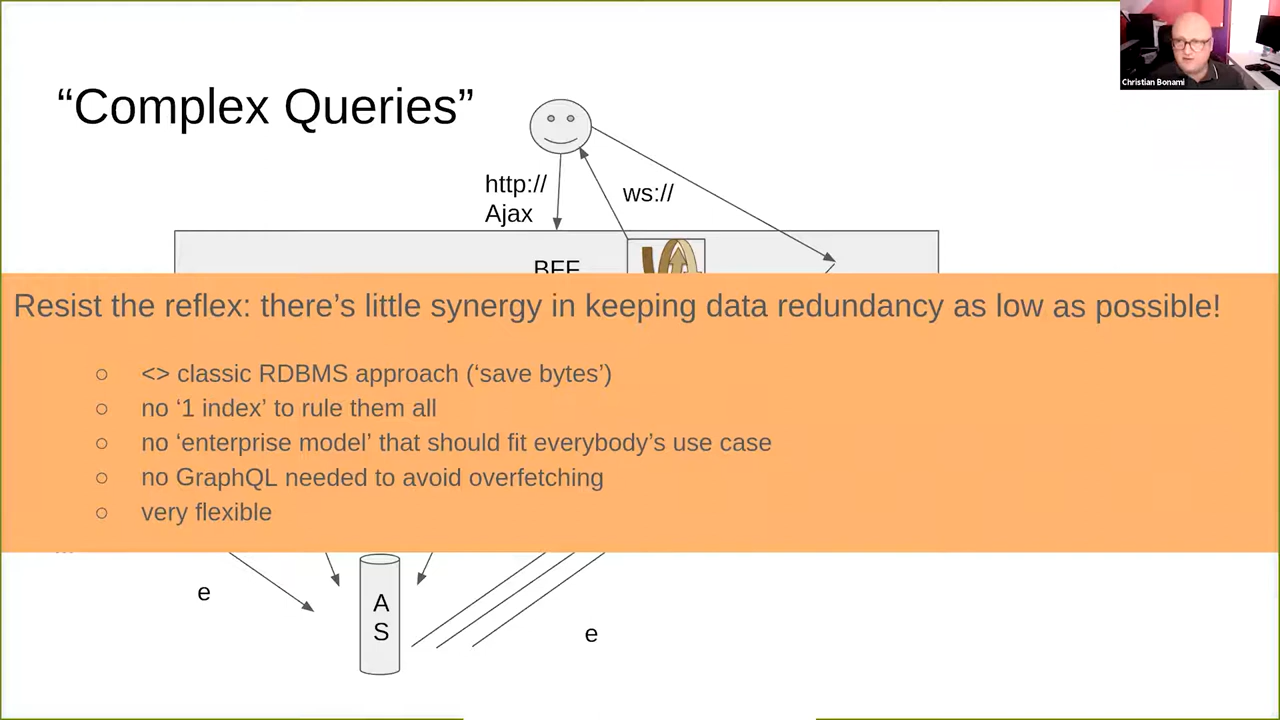 Christian Bonami
“Complex Queries”
http://
Ajax
ws://
Resist the reflex: there’s little synergy in keeping data redundancy as low as possible!
○ <> classic RDBMS approach (‘save bytes’)
○ no ‘1 index’ to rule them all
○ no ‘enterprise model’ that should fit everybody’s use case
○ no GraphQL needed to avoid overfetching
○ very flexible
e
A
S
e